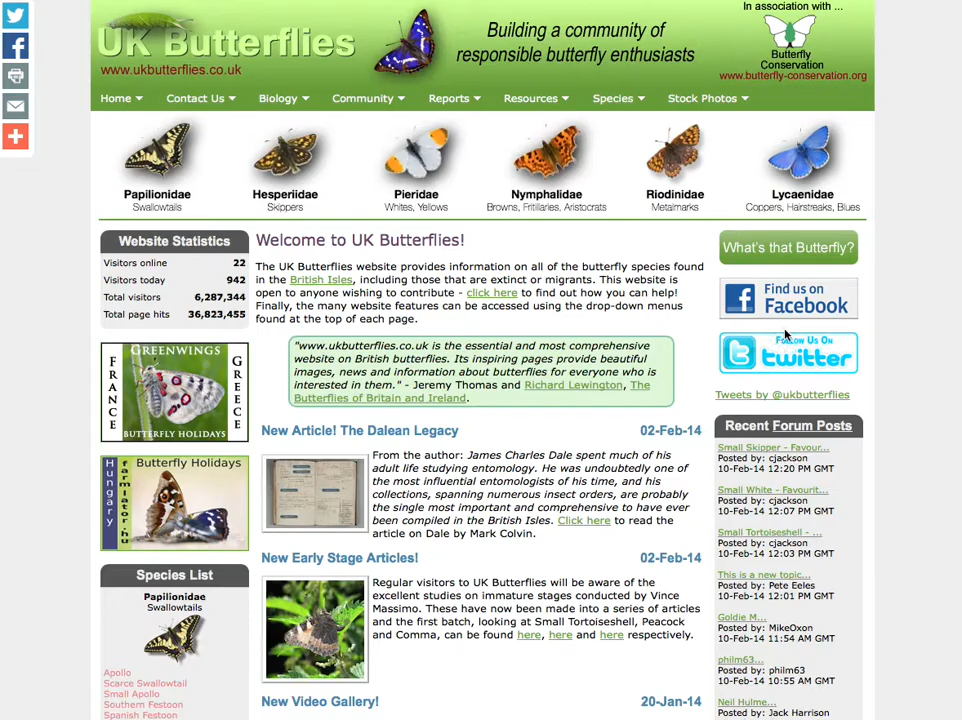 UK Butterflies
www.ukbutterflies.co.uk
Building a community of
responsible butterfly enthusiasts
In association with ...
Butterfly
Conservation
www.butterfly-conservation.org
Home
Contact Us
Biology
Community
Reports
Resources
Species
Stock Photos
Papilionidae
Swallowtails
Hesperiidae
Skippers
Pieridae
Whites, Yellows
Nymphalidae
Browns, Fritillaries, Aristocrats
Riodinidae
Metalmarks
Lycaenidae
Coppers, Hairstreaks, Blues
Website Statistics
Visitors online 22
Visitors today 942
Total visitors 6,287,344
Total page hits 36,823,455
GREENWINGS
FRANCE
GREECE
BUTTERFLY HOLIDAYS
Butterfly Holidays
Hungary
farmlator.hu
Species List
Papilionidae
Swallowtails
Apollo
Scarce Swallowtail
Small Apollo
Southern Festoon
Spanish Festoon
Welcome to UK Butterflies!
The UK Butterflies website provides information on all of the butterfly species found
in the British Isles, including those that are extinct or migrants. This website is
open to anyone wishing to contribute - click here to find out how you can help!
Finally, the many website features can be accessed using the drop-down menus
found at the top of each page.
"www.ukbutterflies.co.uk is the essential and most comprehensive
website on British butterflies. Its inspiring pages provide beautiful
images, news and information about butterflies for everyone who is
interested in them." - Jeremy Thomas and Richard Lewington, The
Butterflies of Britain and Ireland.
New Article! The Dalean Legacy 02-Feb-14
From the author: James Charles Dale spent much of his
adult life studying entomology. He was undoubtedly one of
the most influential entomologists of his time, and his
collections, spanning numerous insect orders, are probably
the single most important and comprehensive to have ever
been compiled in the British Isles. Click here to read the
article on Dale by Mark Colvin.
New Early Stage Articles! 02-Feb-14
Regular visitors to UK Butterflies will be aware of the
excellent studies on immature stages conducted by Vince
Massimo. These have now been made into a series of articles
and the first batch, looking at Small Tortoiseshell, Peacock
and Comma, can be found here, here and here respectively.
New Video Gallery! 20-Jan-14
What's that Butterfly?
Find us on
Facebook
FOLLOW US ON
twitter
Tweets by @ukbutterflies
Recent Forum Posts
Small Skipper - Favour...
Posted by: cjackson
10-Feb-14 12:20 PM GMT
Small White - Favourit...
Posted by: cjackson
10-Feb-14 12:07 PM GMT
Small Tortoiseshell - ...
Posted by: cjackson
10-Feb-14 12:03 PM GMT
This is a new topic...
Posted by: Pete Eeles
10-Feb-14 12:01 PM GMT
Goldie M...
Posted by: MikeOxon
10-Feb-14 11:54 AM GMT
philm63...
Posted by: philm63
10-Feb-14 10:55 AM GMT
Neil Hulme...
Posted by: Jack Harrison